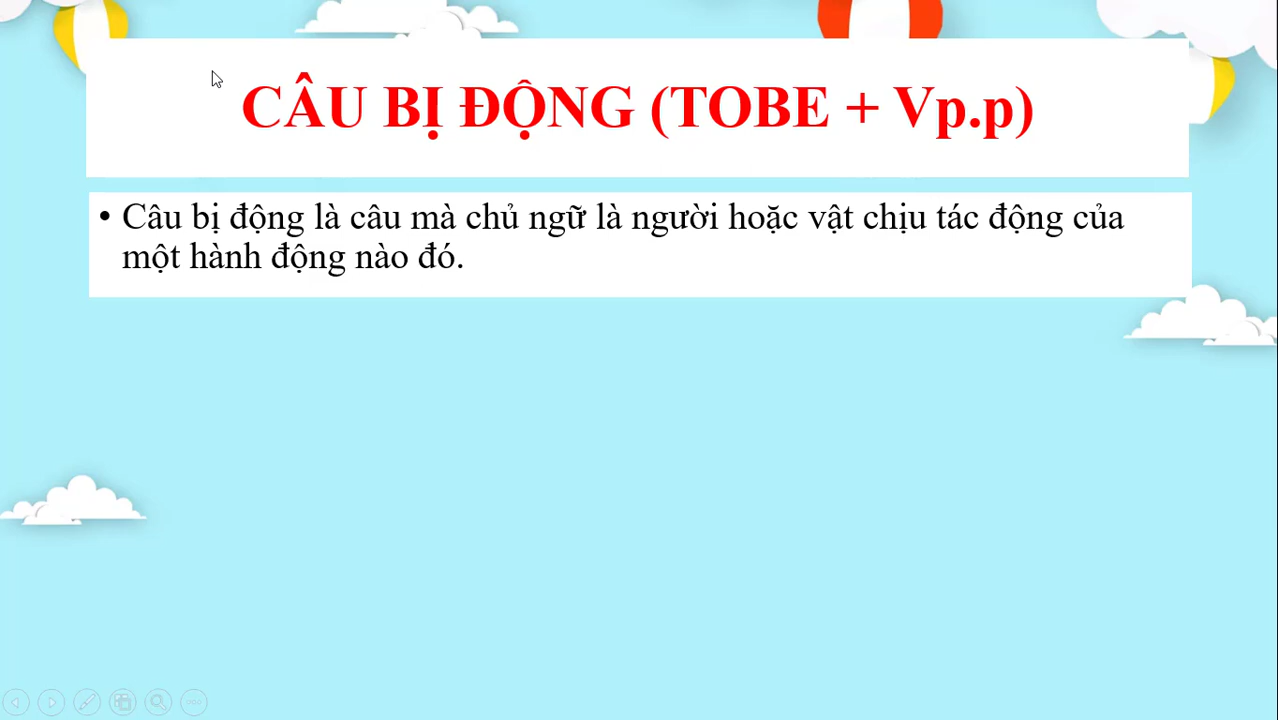 CÂU BỊ ĐỘNG (TOBE + Vp.p)
• Câu bị động là câu mà chủ ngữ là người hoặc vật chịu tác động của
một hành động nào đó.